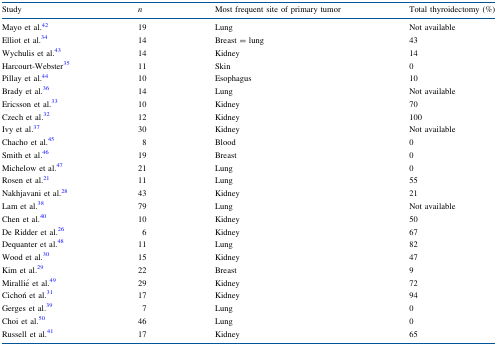 Study n Most frequent site of primary tumor Total thyroidectomy (%)
Mayo et al.42 19 Lung Not available
Elliot et al.34 14 Breast = lung 43
Wychulis et al.43 14 Kidney 14
Harcourt-Webster35 11 Skin 0
Pillay et al.44 10 Esophagus 10
Brady et al.36 14 Lung Not available
Ericsson et al.33 10 Kidney 70
Czech et al.32 12 Kidney 100
Ivy et al.37 30 Kidney Not available
Chacho et al.45 8 Blood 0
Smith et al.46 19 Breast 0
Michelow et al.47 21 Lung 0
Rosen et al.21 11 Lung 55
Nakhjavani et al.28 43 Kidney 21
Lam et al.38 79 Lung Not available
Chen et al.40 10 Kidney 50
De Ridder et al.26 6 Kidney 67
Dequanter et al.48 11 Lung 82
Wood et al.30 15 Kidney 47
Kim et al.29 22 Breast 9
Mirallié et al.49 29 Kidney 72
Cichoń et al.31 17 Kidney 94
Gerges et al.39 7 Lung 0
Choi et al.50 46 Lung 0
Russell et al.41 17 Kidney 65